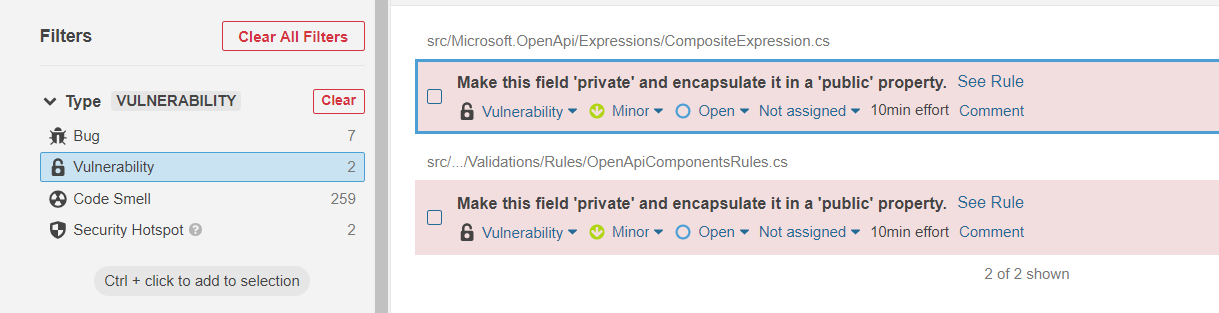 Filters
Clear All Filters
Type VULNERABILITY Clear
Bug 7
Vulnerability 2
Code Smell 259
Security Hotspot ? 2
Ctrl + click to add to selection
src/Microsoft.OpenApi/Expressions/CompositeExpression.cs
Make this field 'private' and encapsulate it in a 'public' property. See Rule
Vulnerability Minor Open Not assigned 10min effort Comment
src/.../Validations/Rules/OpenApiComponentsRules.cs
Make this field 'private' and encapsulate it in a 'public' property. See Rule
Vulnerability Minor Open Not assigned 10min effort Comment
2 of 2 shown